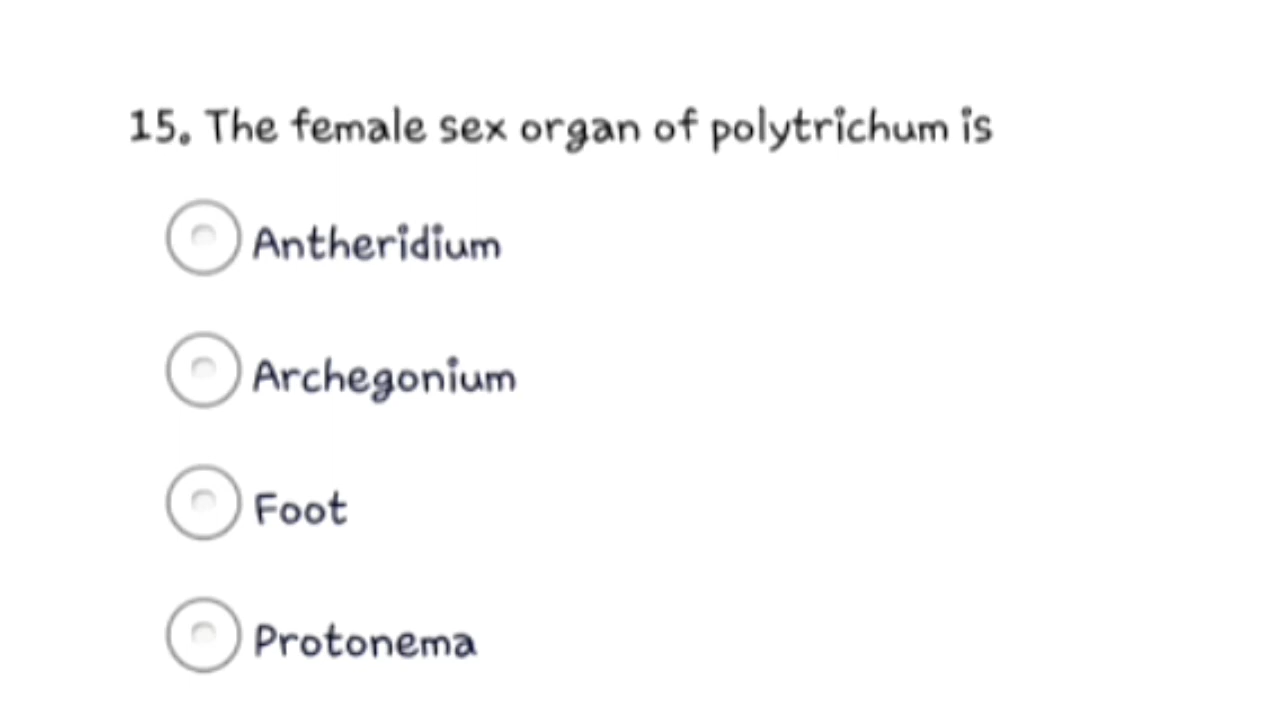 15. The female sex organ of polytrichum is
Antheridium
Archegonium
Foot
Protonema